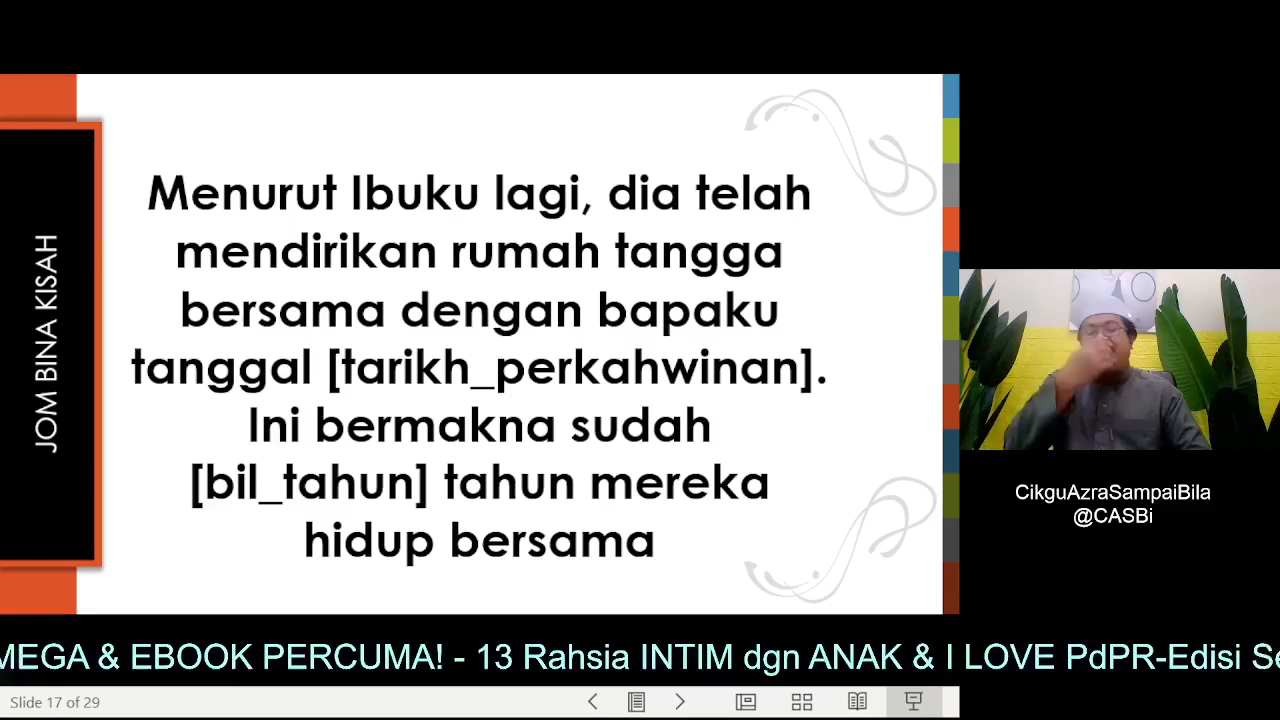 JOM BINA KISAH
Menurut Ibuku lagi, dia telah
mendirikan rumah tangga
bersama dengan bapaku
tanggal [tarikh_perkahwinan].
Ini bermakna sudah
[bil_tahun] tahun mereka
hidup bersama
CikguAzraSampaiBila
@CASBi
MEGA & EBOOK PERCUMA! - 13 Rahsia INTIM dgn ANAK & I LOVE PdPR-Edisi Se
Slide 17 of 29